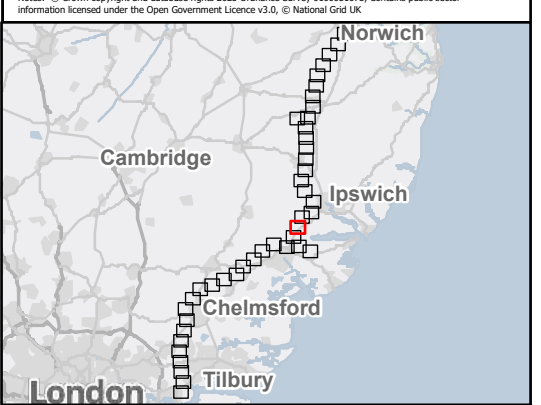 information licensed under the Open Government Licence v3.0, © National Grid UK
Norwich
Cambridge
Ipswich
Chelmsford
Tilbury
London